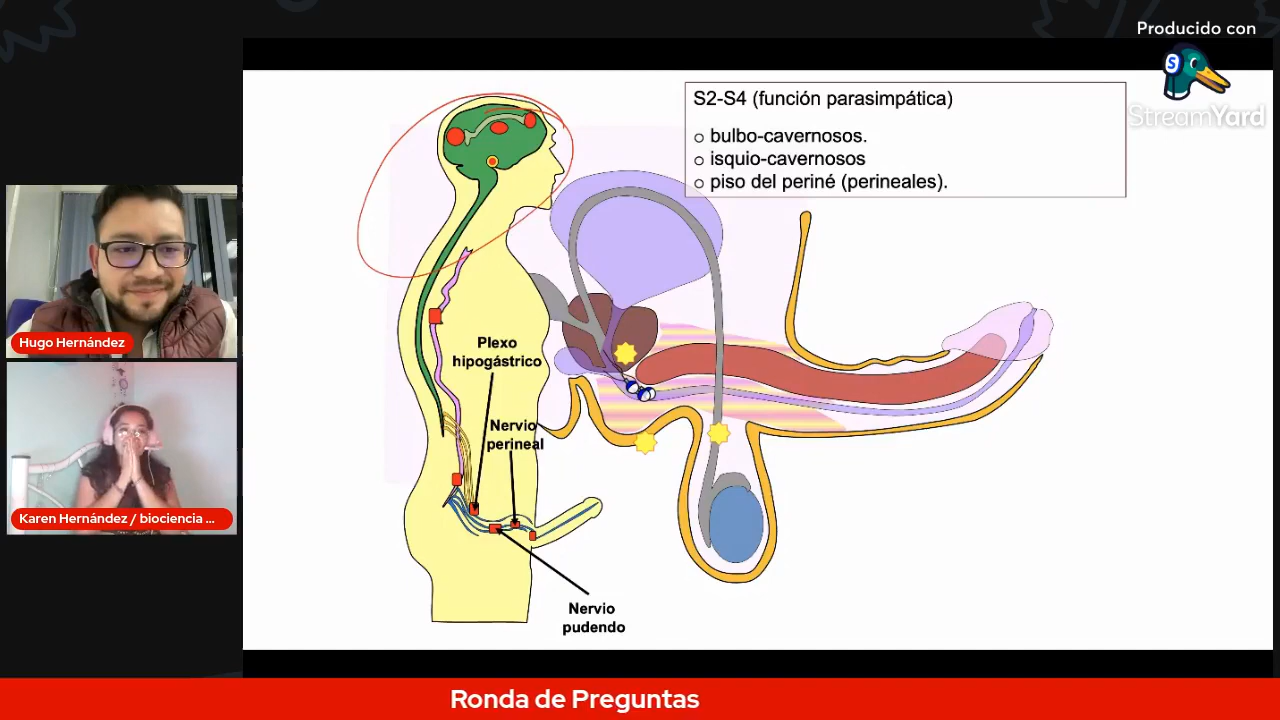 Producido con
S
StreamYard
S2-S4 (función parasimpática)
o bulbo-cavernosos.
o isquio-cavernosos
o piso del periné (perineales).
Plexo
hipogástrico
Nervio
perineal
Nervio
pudendo
Hugo Hernández
Karen Hernández / biociencia ...
Ronda de Preguntas